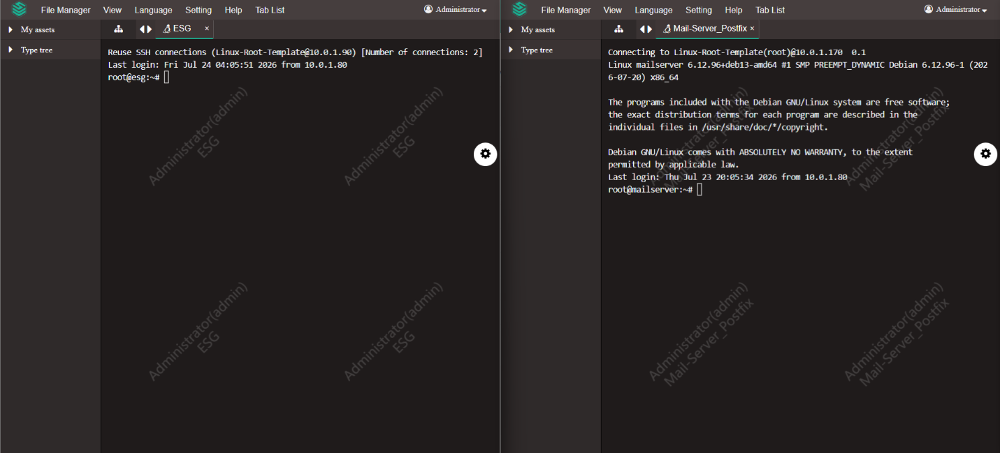 File Manager View Language Setting Help Tab List Administrator
My assets
Type tree
ESG ×
Reuse SSH connections (Linux-Root-Template@10.0.1.90) [Number of connections: 2]
Last login: Fri Jul 24 04:05:51 2026 from 10.0.1.80
root@esg:~#
Administrator(admin)
ESG
Administrator(admin)
ESG
Administrator(admin)
ESG
Administrator(admin)
ESG
File Manager View Language Setting Help Tab List Administrator
My assets
Type tree
Mail-Server_Postfix ×
Connecting to Linux-Root-Template(root)@10.0.1.170  0.1
Linux mailserver 6.12.96+deb13-amd64 #1 SMP PREEMPT_DYNAMIC Debian 6.12.96-1 (202
6-07-20) x86_64
The programs included with the Debian GNU/Linux system are free software;
the exact distribution terms for each program are described in the
individual files in /usr/share/doc/*/copyright.
Debian GNU/Linux comes with ABSOLUTELY NO WARRANTY, to the extent
permitted by applicable law.
Last login: Thu Jul 23 20:05:34 2026 from 10.0.1.80
root@mailserver:~#
Administrator(admin)
Mail-Server_Postfix
Administrator(admin)
Mail-Server_Postfix
Administrator(admin)
Mail-Server_Postfix
Administrator(admin)
Mail-Server_Postfix